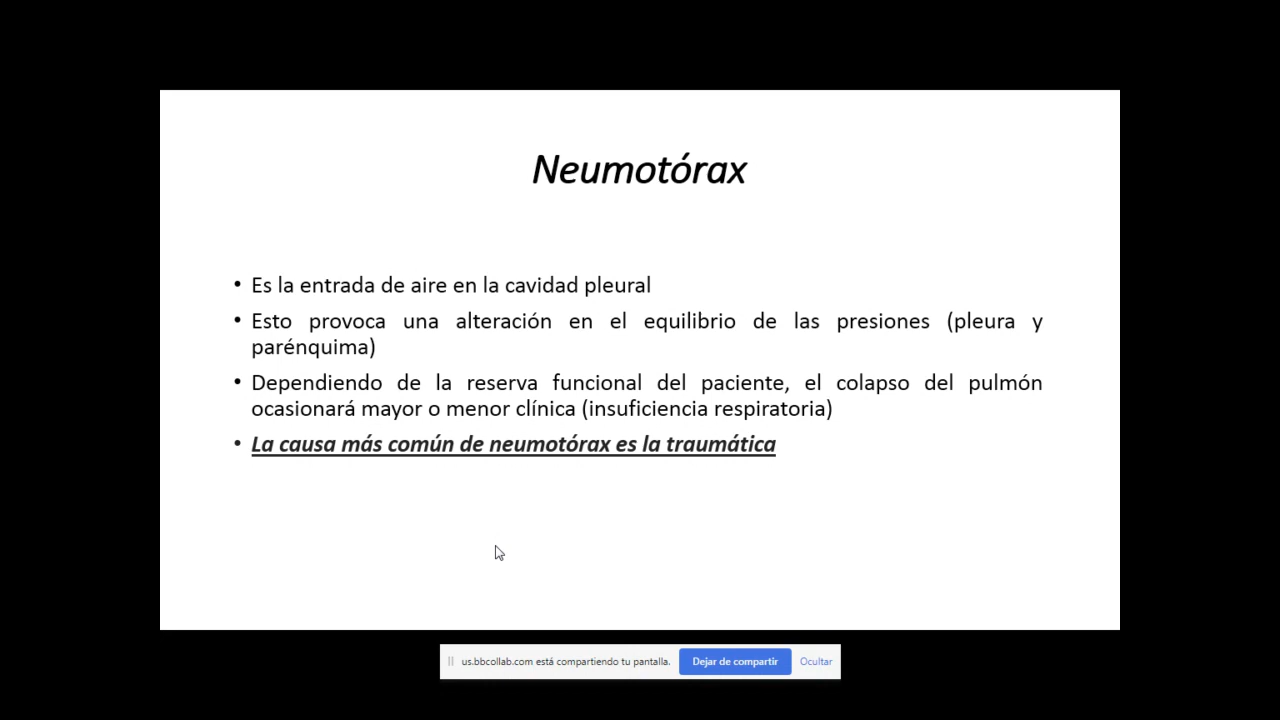 Neumotórax
• Es la entrada de aire en la cavidad pleural
• Esto provoca una alteración en el equilibrio de las presiones (pleura y
parénquima)
• Dependiendo de la reserva funcional del paciente, el colapso del pulmón
ocasionará mayor o menor clínica (insuficiencia respiratoria)
• La causa más común de neumotórax es la traumática
us.bbcollab.com está compartiendo tu pantalla. Dejar de compartir Ocultar